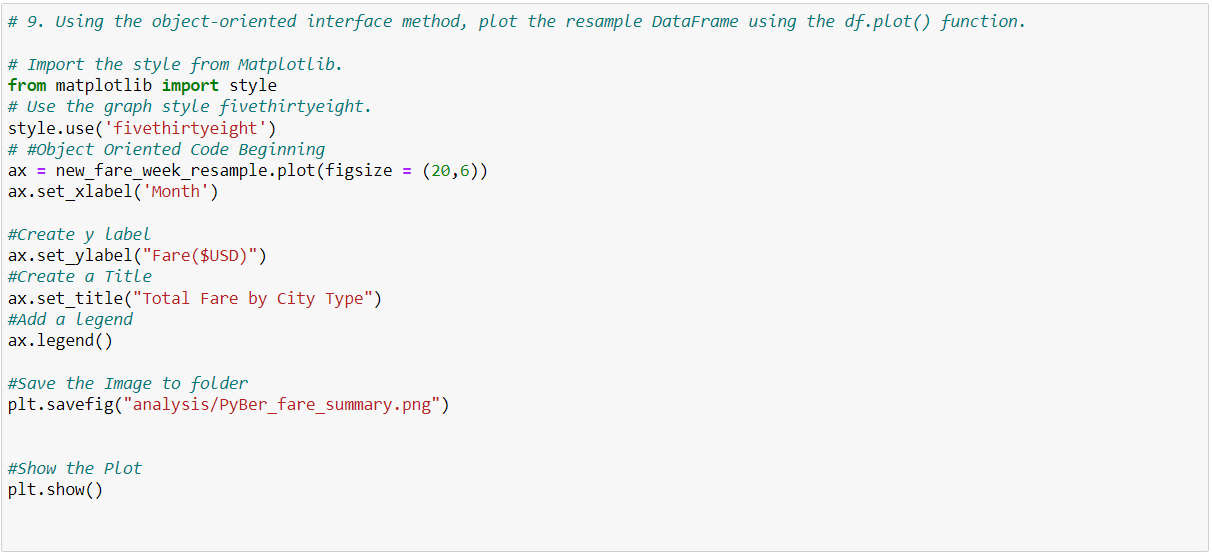 # 9. Using the object-oriented interface method, plot the resample DataFrame using the df.plot() function.
# Import the style from Matplotlib.
from matplotlib import style
# Use the graph style fivethirtyeight.
style.use('fivethirtyeight')
# #Object Oriented Code Beginning
ax = new_fare_week_resample.plot(figsize = (20,6))
ax.set_xlabel('Month')
#Create y label
ax.set_ylabel("Fare($USD)")
#Create a Title
ax.set_title("Total Fare by City Type")
#Add a legend
ax.legend()
#Save the Image to folder
plt.savefig("analysis/PyBer_fare_summary.png")
#Show the Plot
plt.show()